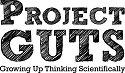 PROJECT
GUTS
Growing Up Thinking Scientifically